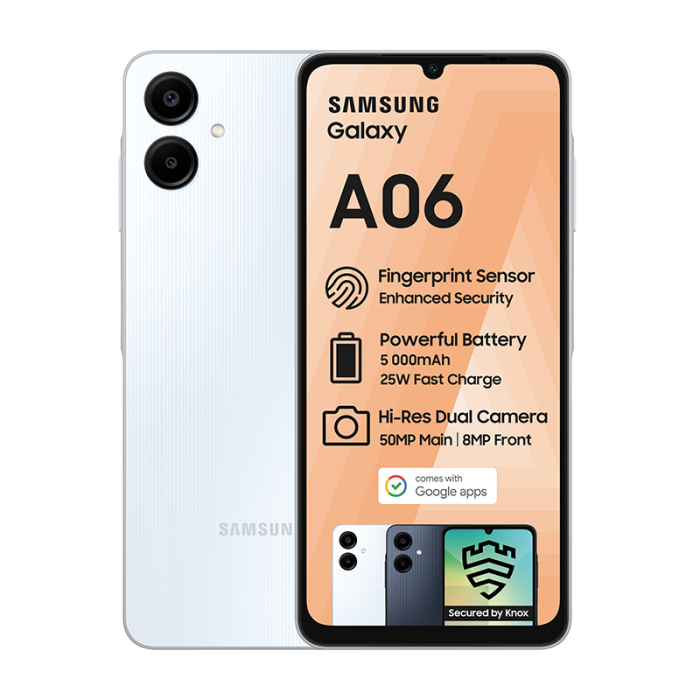 SAMSUNG
Galaxy
A06
Fingerprint Sensor
Enhanced Security
Powerful Battery
5 000mAh
25W Fast Charge
Hi-Res Dual Camera
50MP Main | 8MP Front
comes with
Google apps
Secured by Knox
SAMSUN